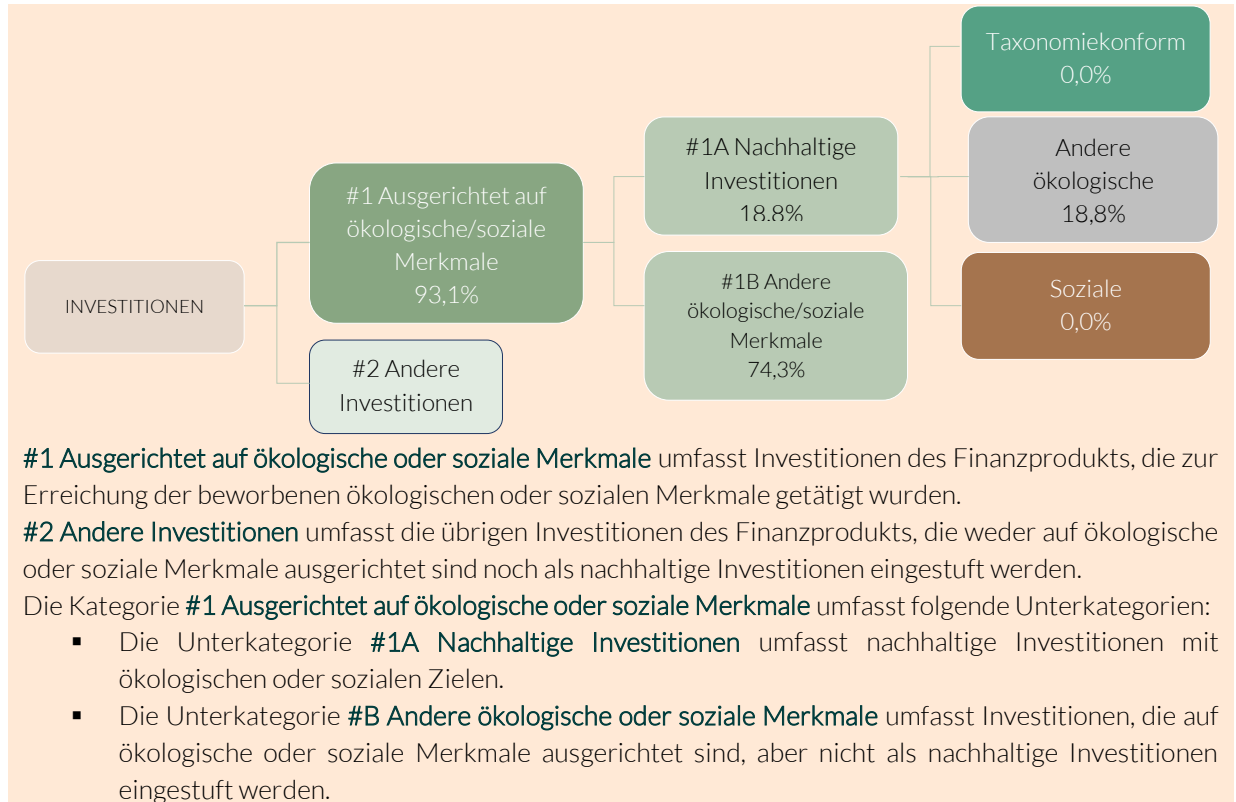 INVESTITIONEN
#1 Ausgerichtet auf
ökologische/soziale
Merkmale
93,1%
#2 Andere
Investitionen
#1A Nachhaltige
Investitionen
18,8%
#1B Andere
ökologische/soziale
Merkmale
74,3%
Taxonomiekonform
0,0%
Andere
ökologische
18,8%
Soziale
0,0%
#1 Ausgerichtet auf ökologische oder soziale Merkmale umfasst Investitionen des Finanzprodukts, die zur
Erreichung der beworbenen ökologischen oder sozialen Merkmale getätigt wurden.
#2 Andere Investitionen umfasst die übrigen Investitionen des Finanzprodukts, die weder auf ökologische
oder soziale Merkmale ausgerichtet sind noch als nachhaltige Investitionen eingestuft werden.
Die Kategorie #1 Ausgerichtet auf ökologische oder soziale Merkmale umfasst folgende Unterkategorien:
▪ Die Unterkategorie #1A Nachhaltige Investitionen umfasst nachhaltige Investitionen mit
ökologischen oder sozialen Zielen.
▪ Die Unterkategorie #B Andere ökologische oder soziale Merkmale umfasst Investitionen, die auf
ökologische oder soziale Merkmale ausgerichtet sind, aber nicht als nachhaltige Investitionen
eingestuft werden.